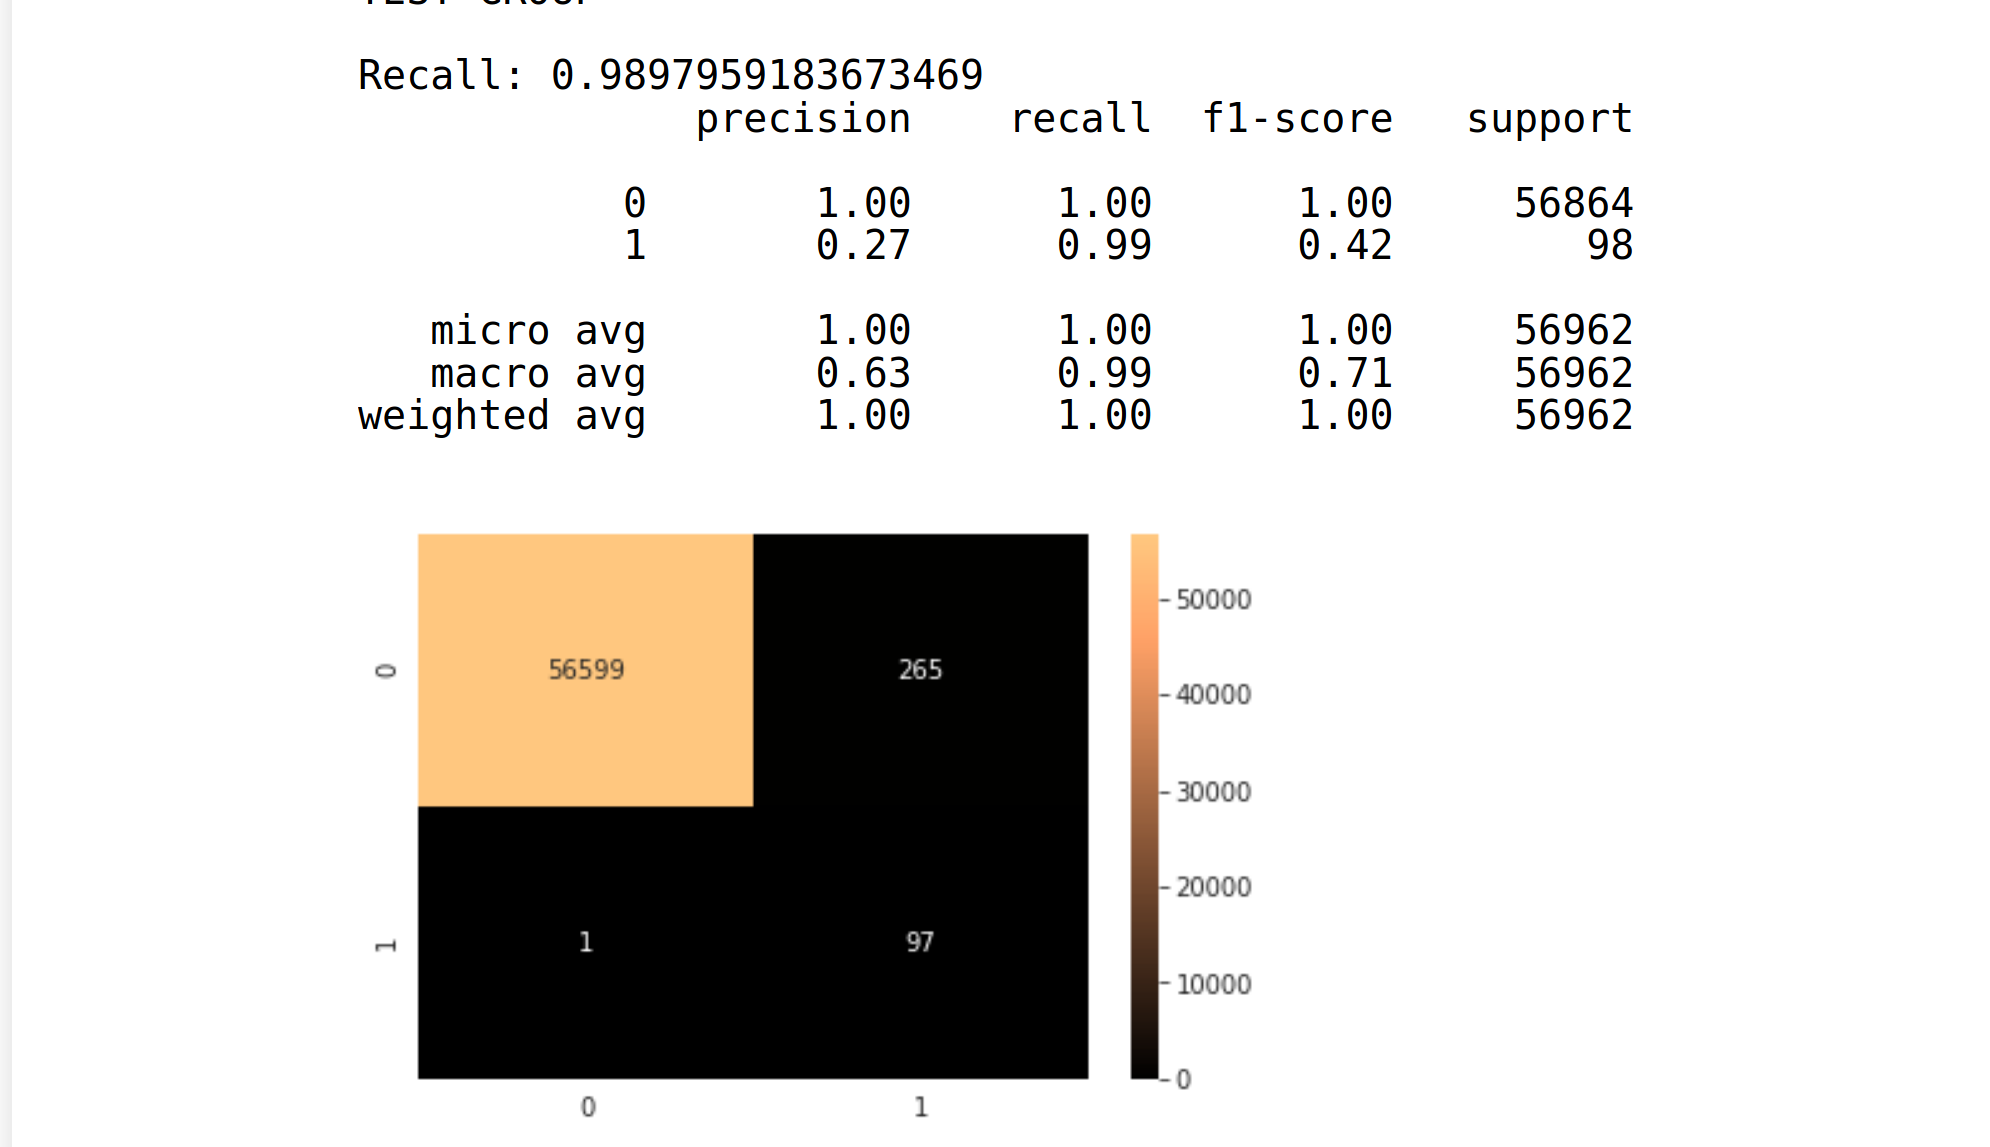 TEST GROUP
Recall: 0.9897959183673469
precision recall f1-score support
0 1.00 1.00 1.00 56864
1 0.27 0.99 0.42 98
micro avg 1.00 1.00 1.00 56962
macro avg 0.63 0.99 0.71 56962
weighted avg 1.00 1.00 1.00 56962
50000
0 56599 265
40000
30000
20000
1 1 97
10000
0
0 1